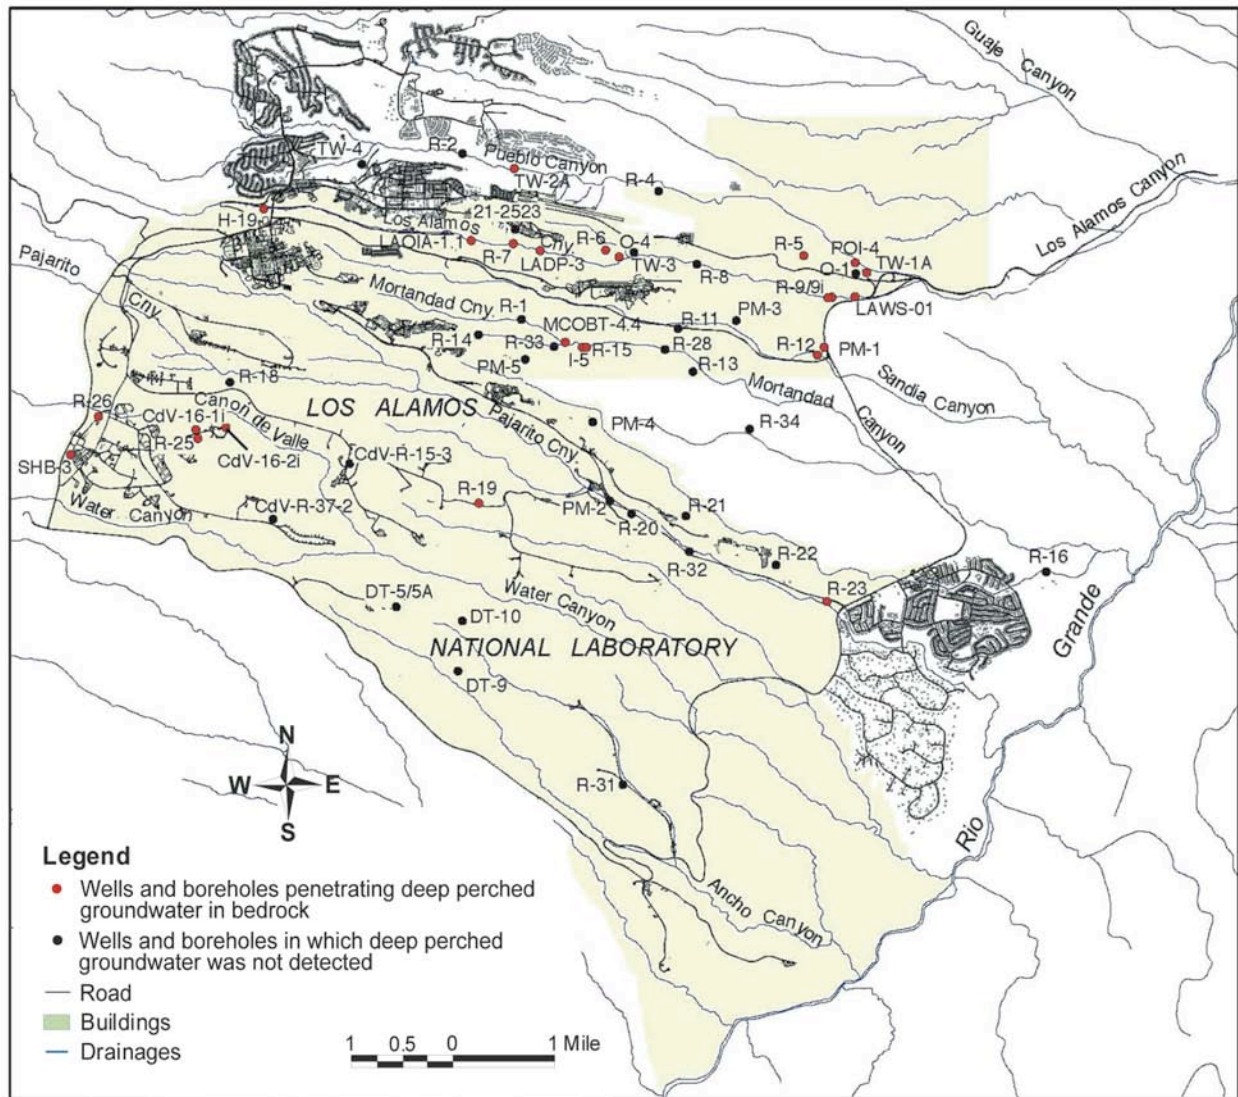 Guaje Canyon
R-2
TW-4
Pueblo Canyon
TW-2A
R-4
Los Alamos Canyon
H-19
Los Alamos
Cny.
21-2523
LAOIA-1.1
R-7
LADP-3
R-6
O-4
TW-3
R-8
R-5
POI-4
O-1
TW-1A
R-9/9i
LAWS-01
Pajarito
Cny.
Mortandad Cny.
R-1
MCOBT-4.4
R-11
PM-3
R-14
R-33
I-5
R-15
R-28
R-12
PM-1
PM-5
R-13
Mortandad
Canyon
Sandia Canyon
R-18
R-26
CdV-16-1i
Canon de Valle
LOS ALAMOS
Pajarito Cny.
PM-4
R-34
R-25
SHB-3
CdV-16-2i
CdV-R-15-3
Water Canyon
CdV-R-37-2
R-19
PM-2
R-20
R-21
R-32
R-22
R-16
R-23
Water Canyon
DT-5/5A
DT-10
NATIONAL LABORATORY
DT-9
Rio Grande
R-31
Ancho Canyon
N
W E
S
Legend
Wells and boreholes penetrating deep perched
groundwater in bedrock
Wells and boreholes in which deep perched
groundwater was not detected
Road
Buildings
Drainages
1 0.5 0 1 Mile